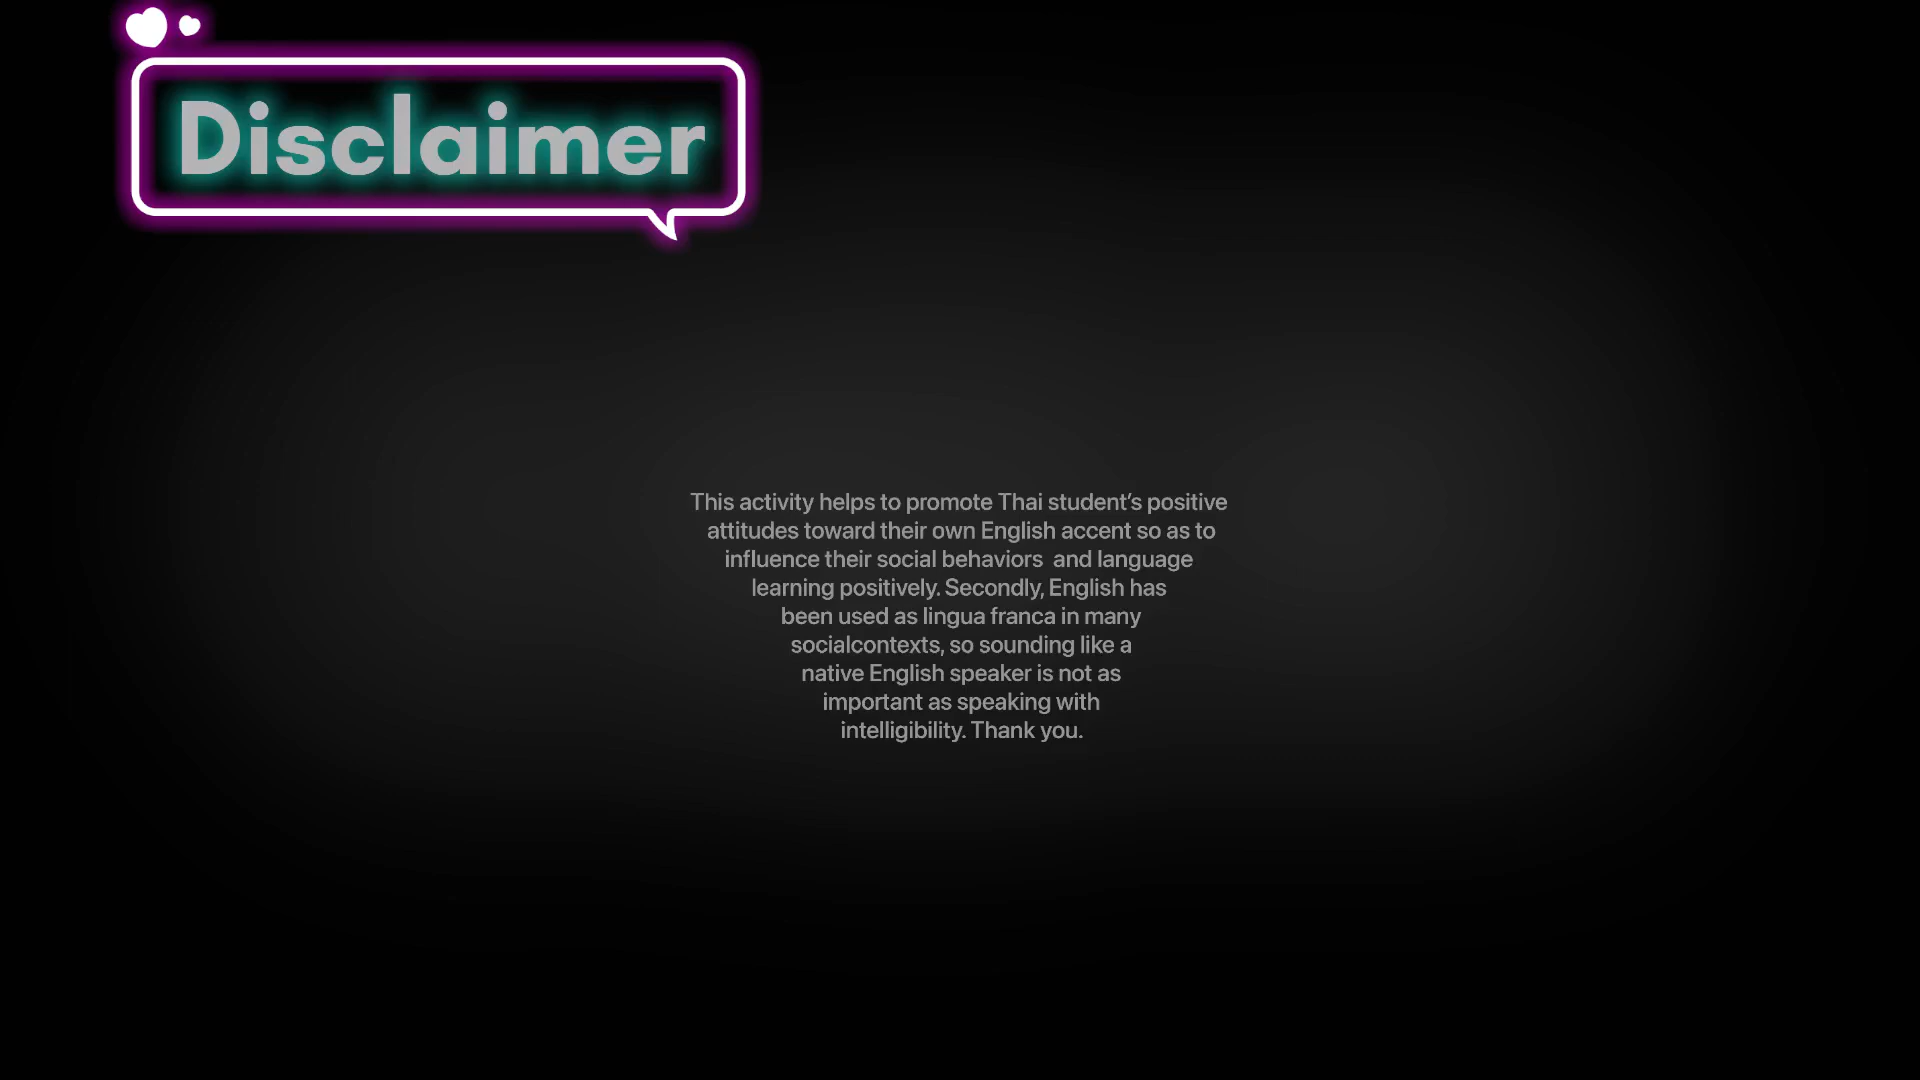 Disclaimer
This activity helps to promote Thai student’s positive
attitudes toward their own English accent so as to
influence their social behaviors  and language
learning positively. Secondly, English has
been used as lingua franca in many
socialcontexts, so sounding like a
native English speaker is not as
important as speaking with
intelligibility. Thank you.